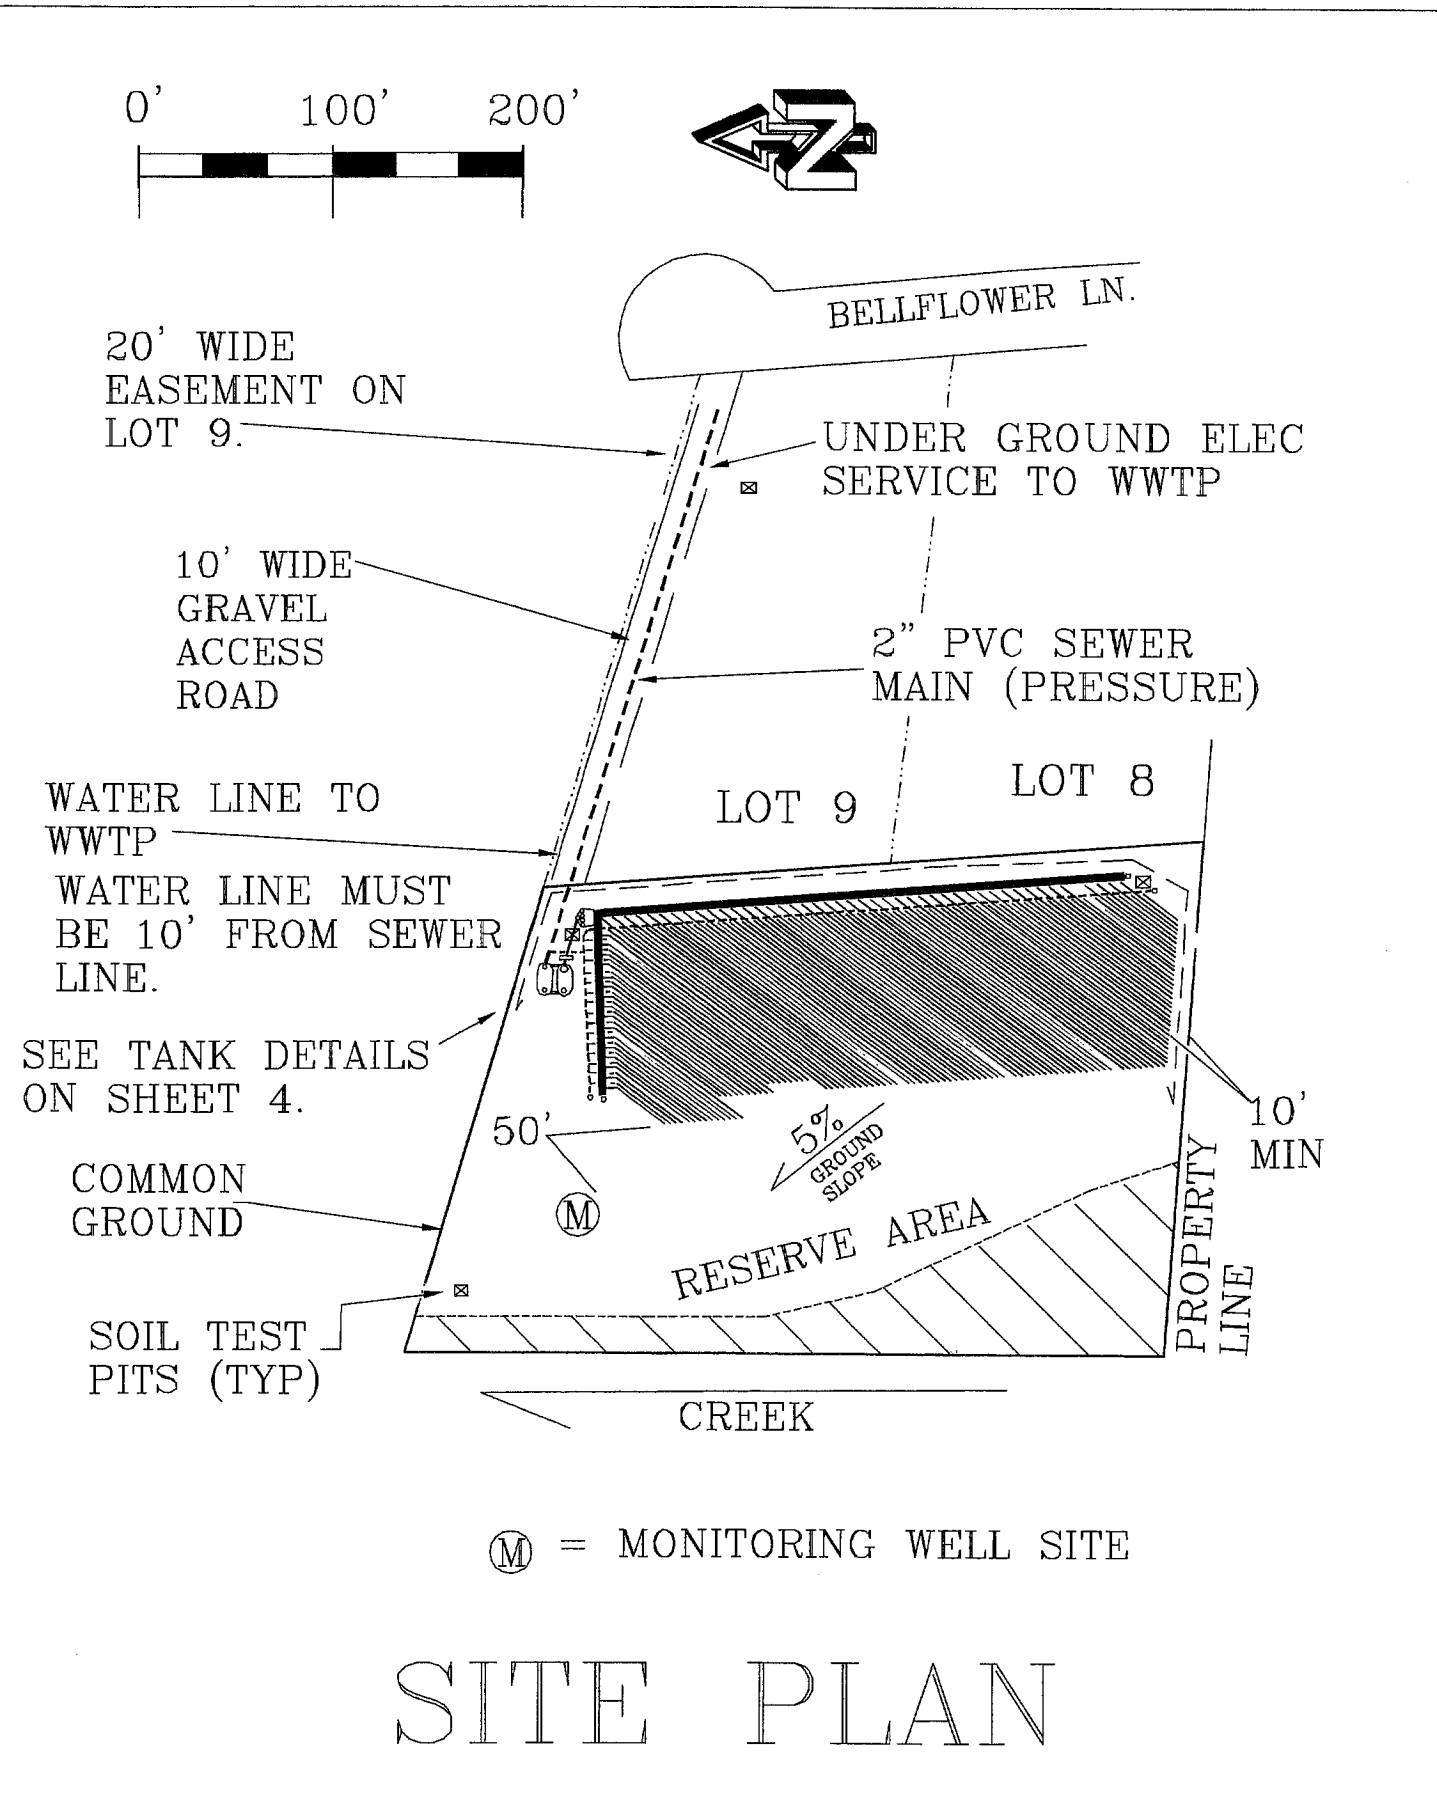 0' 100' 200'
N
BELLFLOWER LN.
20' WIDE
EASEMENT ON
LOT 9.
UNDER GROUND ELEC
SERVICE TO WWTP
10' WIDE
GRAVEL
ACCESS
ROAD
2" PVC SEWER
MAIN (PRESSURE)
LOT 8
LOT 9
WATER LINE TO
WWTP
WATER LINE MUST
BE 10' FROM SEWER
LINE.
SEE TANK DETAILS
ON SHEET 4.
50'
5%
GROUND
SLOPE
10'
MIN
COMMON
GROUND
M
RESERVE AREA
PROPERTY
LINE
SOIL TEST
PITS (TYP)
CREEK
M = MONITORING WELL SITE
SITE PLAN